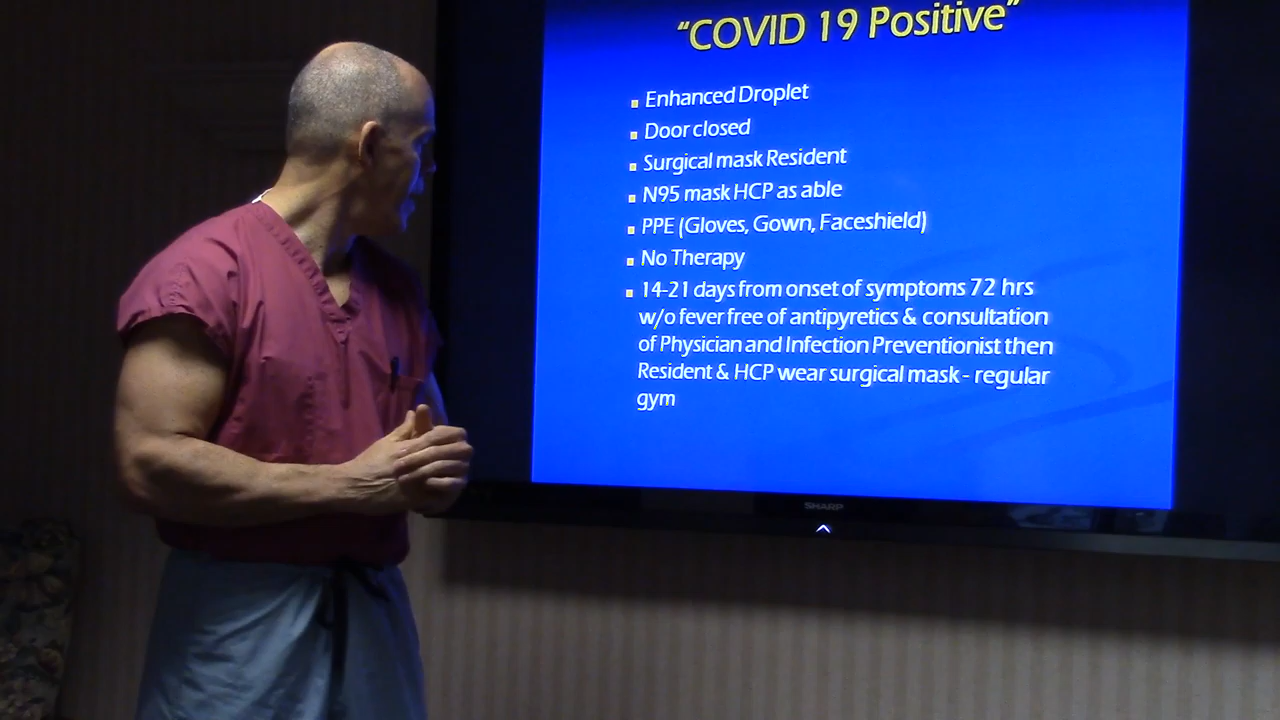 "COVID 19 Positive"
Enhanced Droplet
Door closed
Surgical mask Resident
N95 mask HCP as able
PPE (Gloves, Gown, Faceshield)
No Therapy
14-21 days from onset of symptoms 72 hrs
w/o fever free of antipyretics & consultation
of Physician and Infection Preventionist then
Resident & HCP wear surgical mask - regular
gym
SHARP